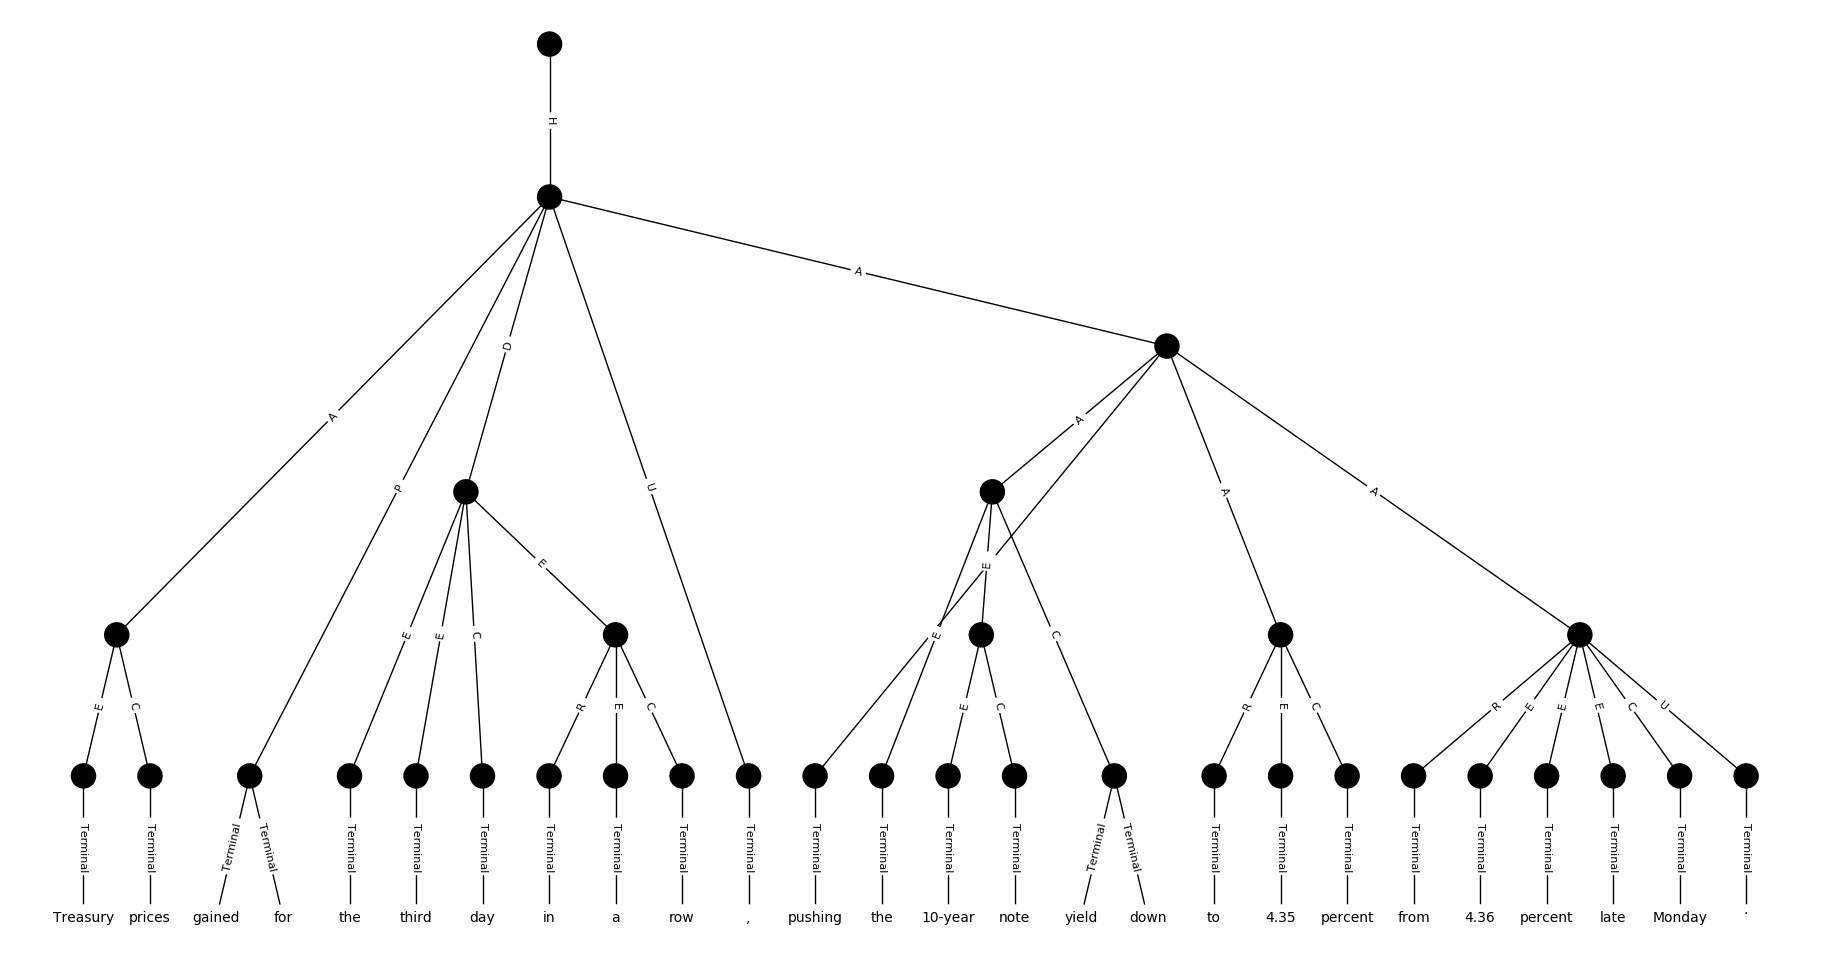 H
A
D
A
A
P
U
A
A
E
E
E
E
C
E
C
E
C
R
E
C
E
C
R
E
C
R
E
E
E
C
U
Terminal Terminal Terminal Terminal Terminal Terminal Terminal Terminal Terminal Terminal Terminal Terminal Terminal Terminal Terminal Terminal Terminal Terminal Terminal Terminal Terminal Terminal Terminal Terminal Terminal Terminal
Treasury prices gained for the third day in a row , pushing the 10-year note yield down to 4.35 percent from 4.36 percent late Monday .